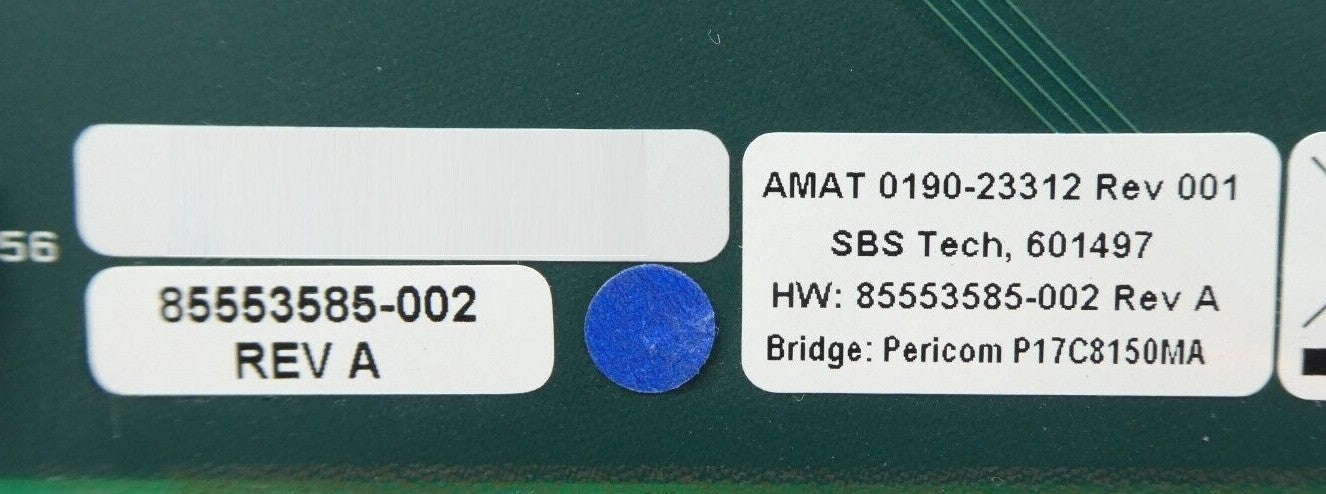 56
85553585-002
REV A
AMAT 0190-23312 Rev 001
SBS Tech, 601497
HW: 85553585-002 Rev A
Bridge: Pericom P17C8150MA